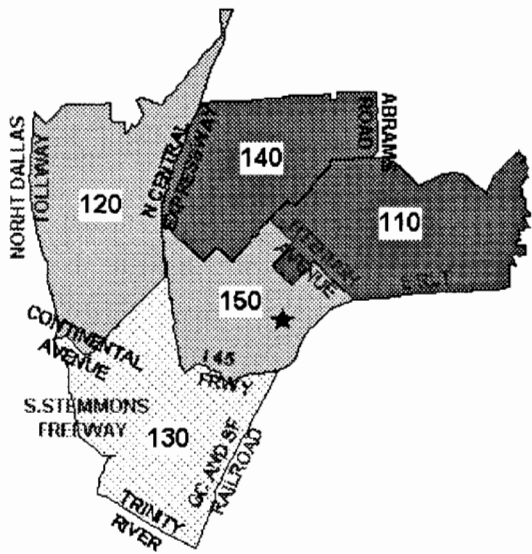 NORHT DALLAS
TOLLWAY
120
N CENTRAL
EXPRESSWAY
140
ABRAMS
ROAD
110
AVENUE
150
CONTINENTAL
AVENUE
I 45
FRWY
S.STEMMONS
FREEWAY
130
GC AND SF
RAILROAD
TRINITY
RIVER